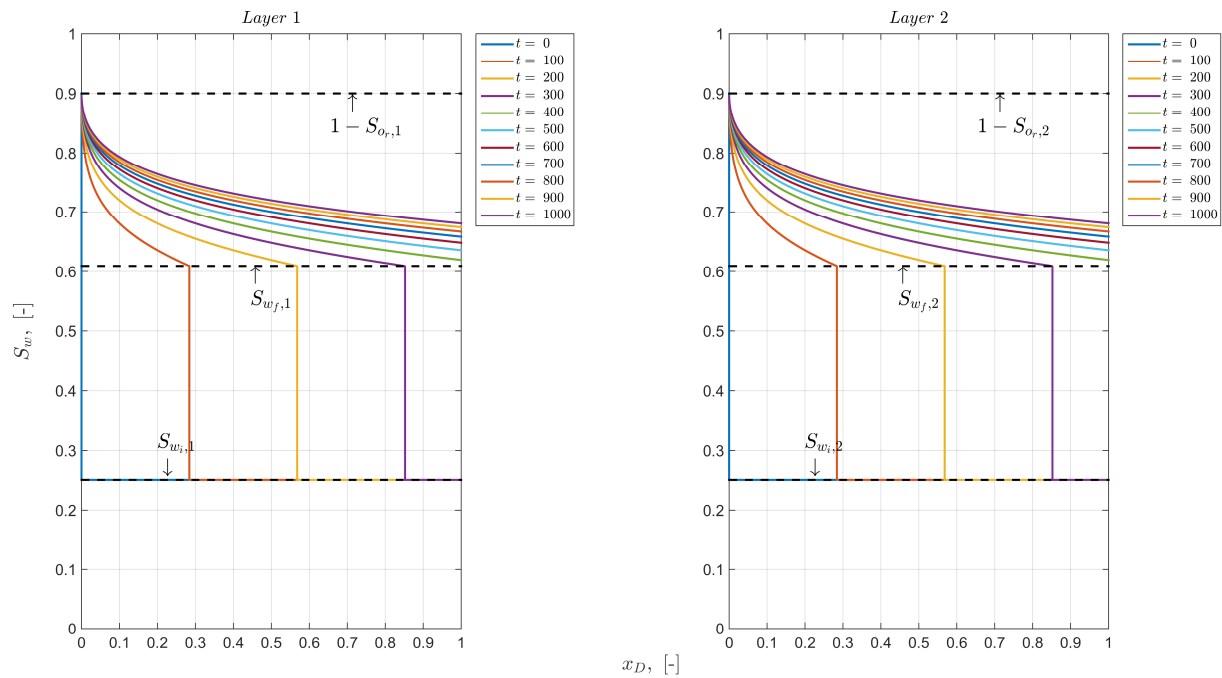 Layer 1
1
0.9
0.8
0.7
0.6
0.5
0.4
0.3
0.2
0.1
0
0 0.1 0.2 0.3 0.4 0.5 0.6 0.7 0.8 0.9 1
S_w, [-]
1 − S_{o_r,1}
S_{w_f,1}
S_{w_i,1}
t = 0
t = 100
t = 200
t = 300
t = 400
t = 500
t = 600
t = 700
t = 800
t = 900
t = 1000
Layer 2
1
0.9
0.8
0.7
0.6
0.5
0.4
0.3
0.2
0.1
0
0 0.1 0.2 0.3 0.4 0.5 0.6 0.7 0.8 0.9 1
1 − S_{o_r,2}
S_{w_f,2}
S_{w_i,2}
t = 0
t = 100
t = 200
t = 300
t = 400
t = 500
t = 600
t = 700
t = 800
t = 900
t = 1000
x_D, [-]